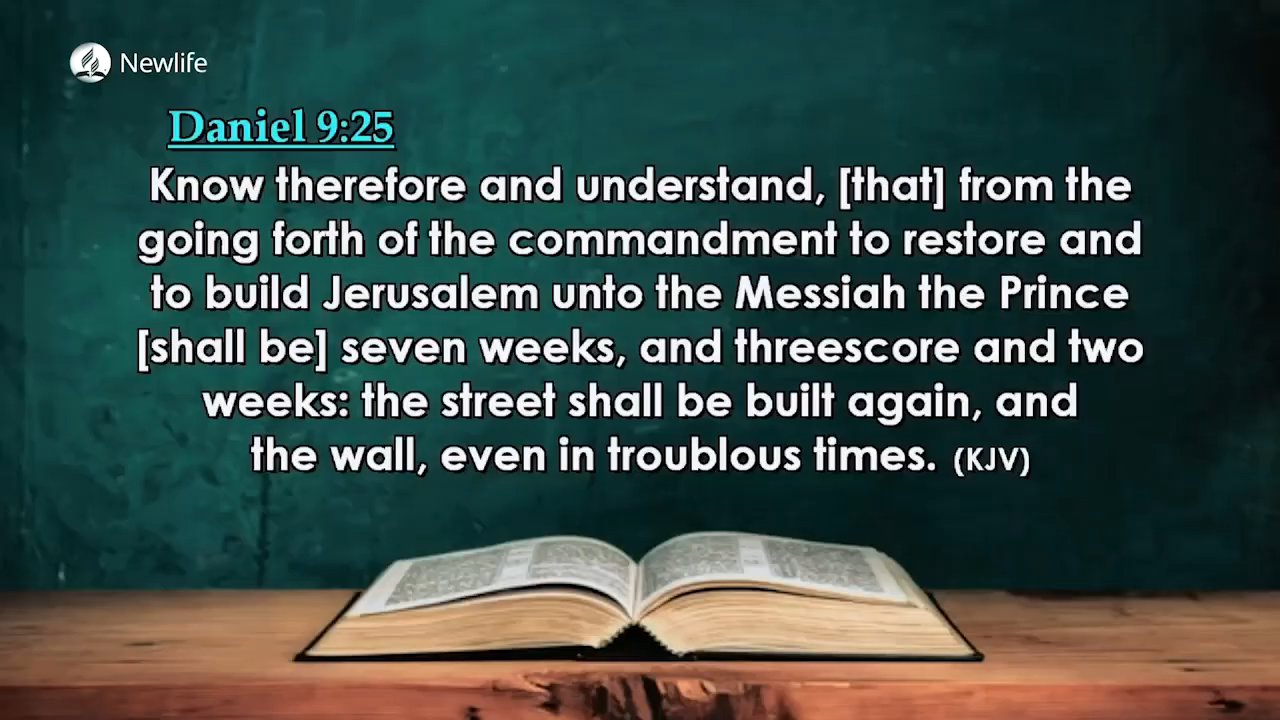 Newlife
Daniel 9:25
Know therefore and understand, [that] from the
going forth of the commandment to restore and
to build Jerusalem unto the Messiah the Prince
[shall be] seven weeks, and threescore and two
weeks: the street shall be built again, and
the wall, even in troublous times. (KJV)